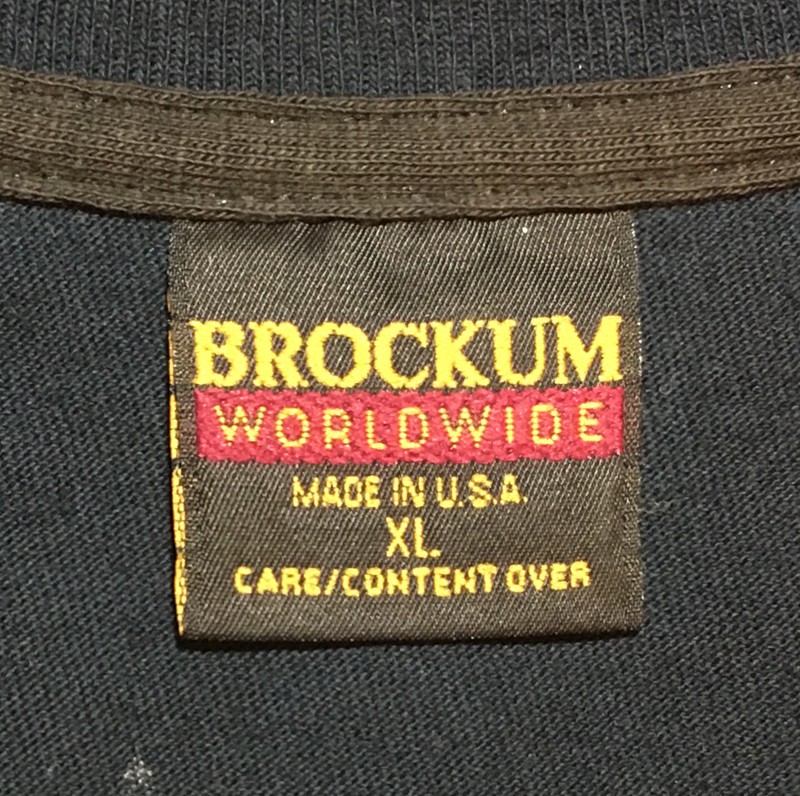 BROCKUM
WORLDWIDE
MADE IN U.S.A.
XL
CARE/CONTENT OVER